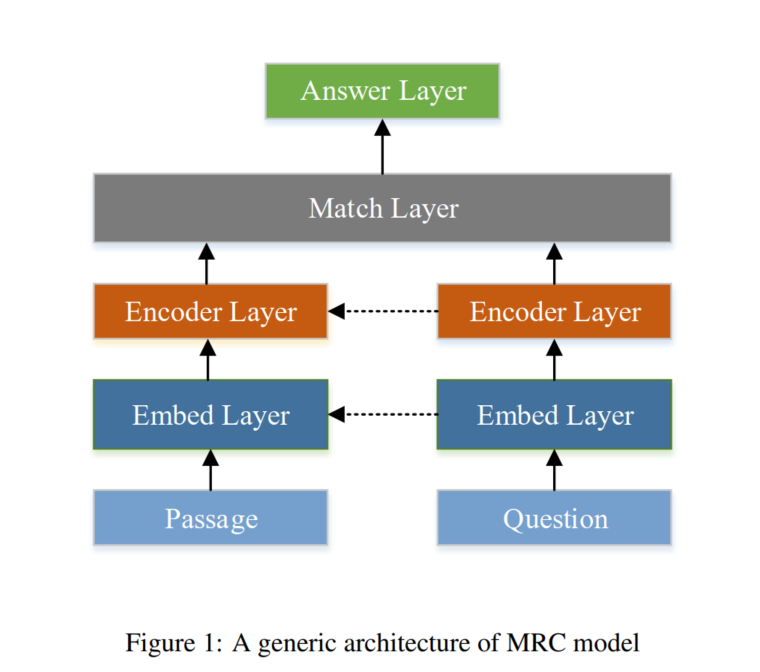 Answer Layer
Match Layer
Encoder Layer Encoder Layer
Embed Layer Embed Layer
Passage Question
Figure 1: A generic architecture of MRC model